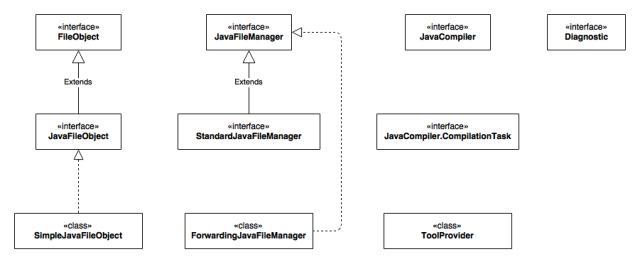 «interface»
FileObject
«interface»
JavaFileManager
«interface»
JavaCompiler
«interface»
Diagnostic
Extends
Extends
«interface»
JavaFileObject
«interface»
StandardJavaFileManager
«interface»
JavaCompiler.CompilationTask
«class»
SimpleJavaFileObject
«class»
ForwardingJavaFileManager
«class»
ToolProvider